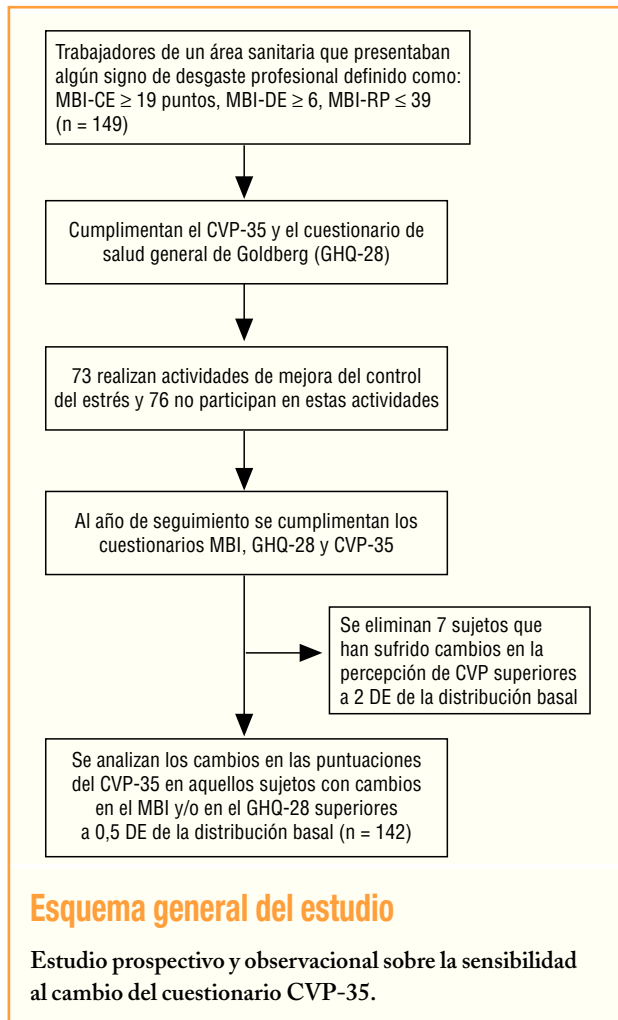 Trabajadores de un área sanitaria que presentaban
algún signo de desgaste profesional definido como:
MBI-CE ≥ 19 puntos, MBI-DE ≥ 6, MBI-RP ≤ 39
(n = 149)
Cumplimentan el CVP-35 y el cuestionario de
salud general de Goldberg (GHQ-28)
73 realizan actividades de mejora del control
del estrés y 76 no participan en estas actividades
Al año de seguimiento se cumplimentan los
cuestionarios MBI, GHQ-28 y CVP-35
Se eliminan 7 sujetos que
han sufrido cambios en la
percepción de CVP superiores
a 2 DE de la distribución basal
Se analizan los cambios en las puntuaciones
del CVP-35 en aquellos sujetos con cambios
en el MBI y/o en el GHQ-28 superiores
a 0,5 DE de la distribución basal (n = 142)
Esquema general del estudio
Estudio prospectivo y observacional sobre la sensibilidad
al cambio del cuestionario CVP-35.